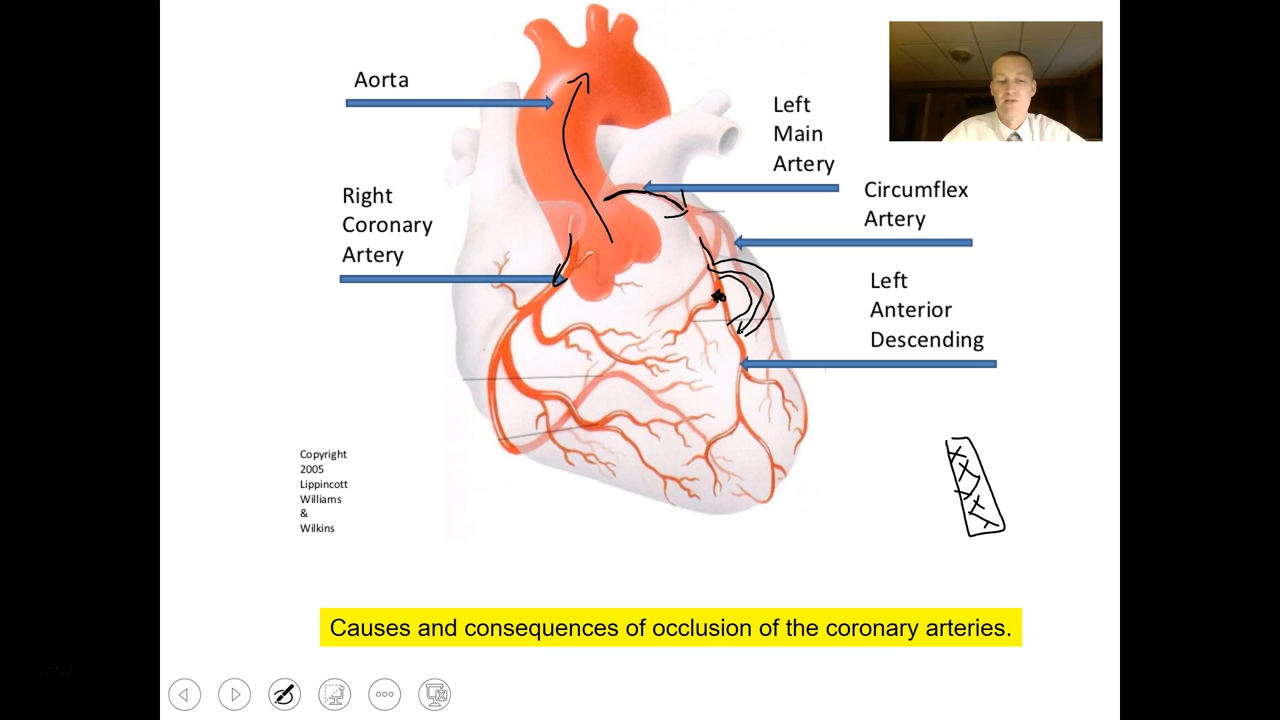 Aorta
Left
Main
Artery
Right
Coronary
Artery
Circumflex
Artery
Left
Anterior
Descending
Copyright
2005
Lippincott
Williams
&
Wilkins
Causes and consequences of occlusion of the coronary arteries.